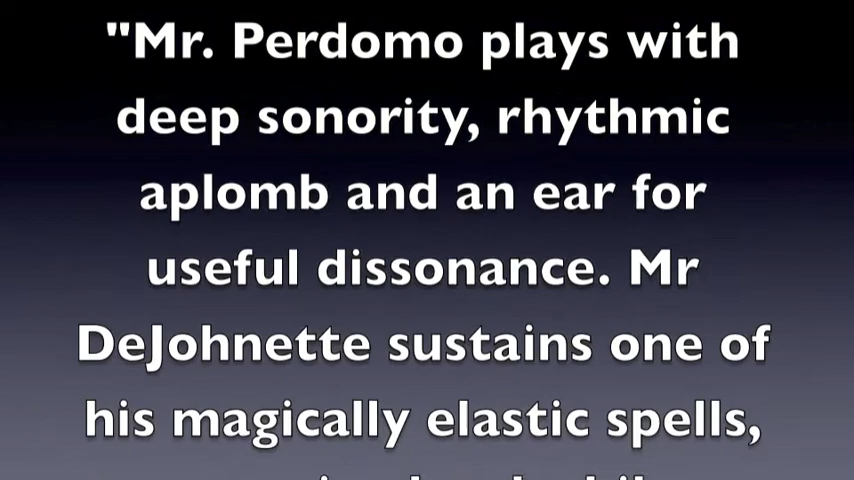 "Mr. Perdomo plays with
deep sonority, rhythmic
aplomb and an ear for
useful dissonance. Mr
DeJohnette sustains one of
his magically elastic spells,